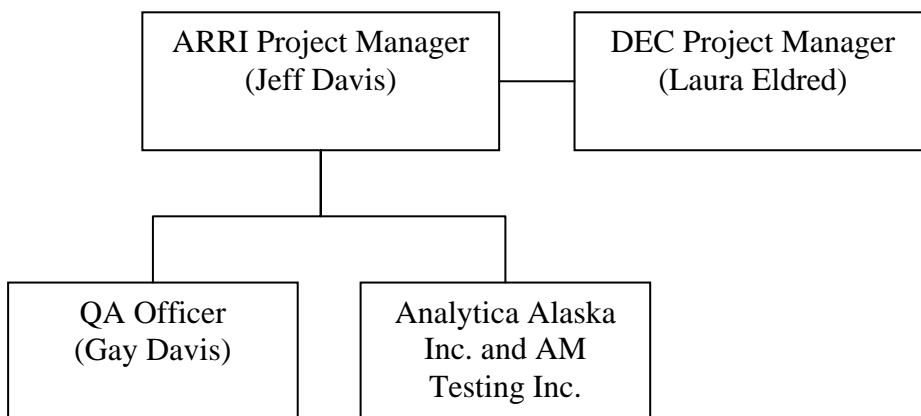 ARRI Project Manager
(Jeff Davis)
DEC Project Manager
(Laura Eldred)
QA Officer
(Gay Davis)
Analytica Alaska
Inc. and AM
Testing Inc.